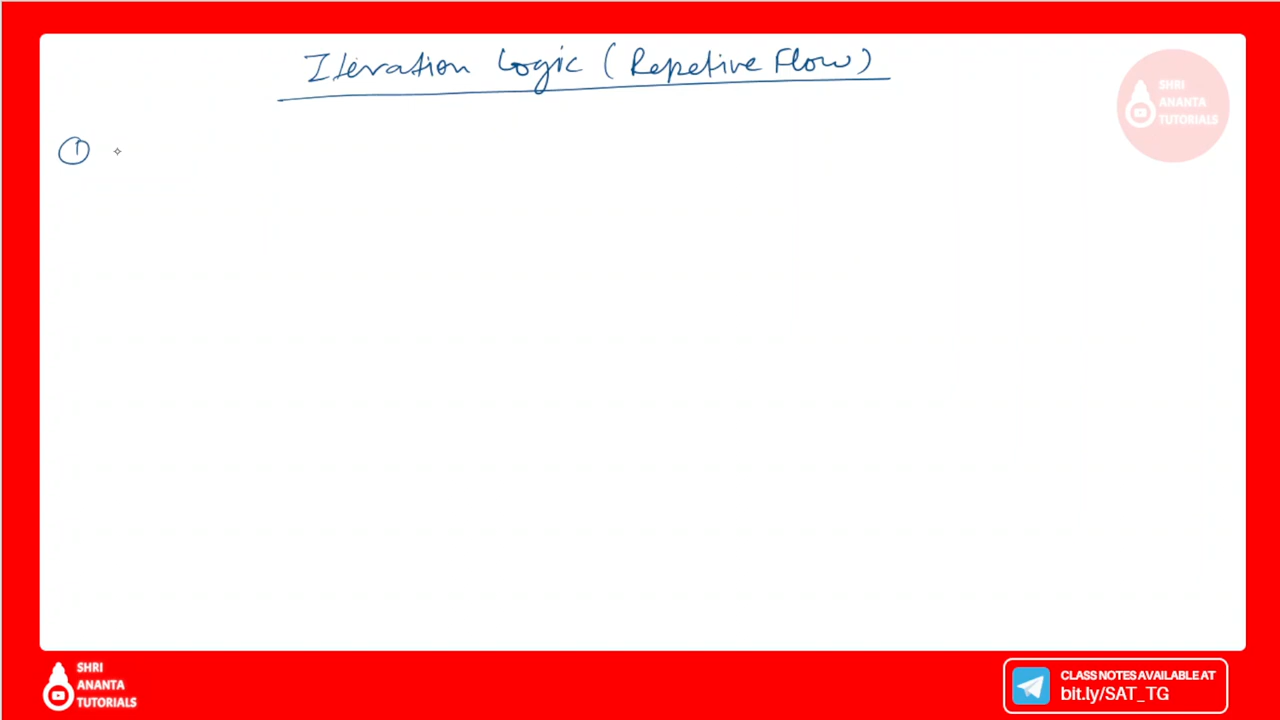 Iteration Logic (Repetive Flow)
SHRI
ANANTA
TUTORIALS
①
SHRI
ANANTA
TUTORIALS
CLASS NOTES AVAILABLE AT
bit.ly/SAT_TG